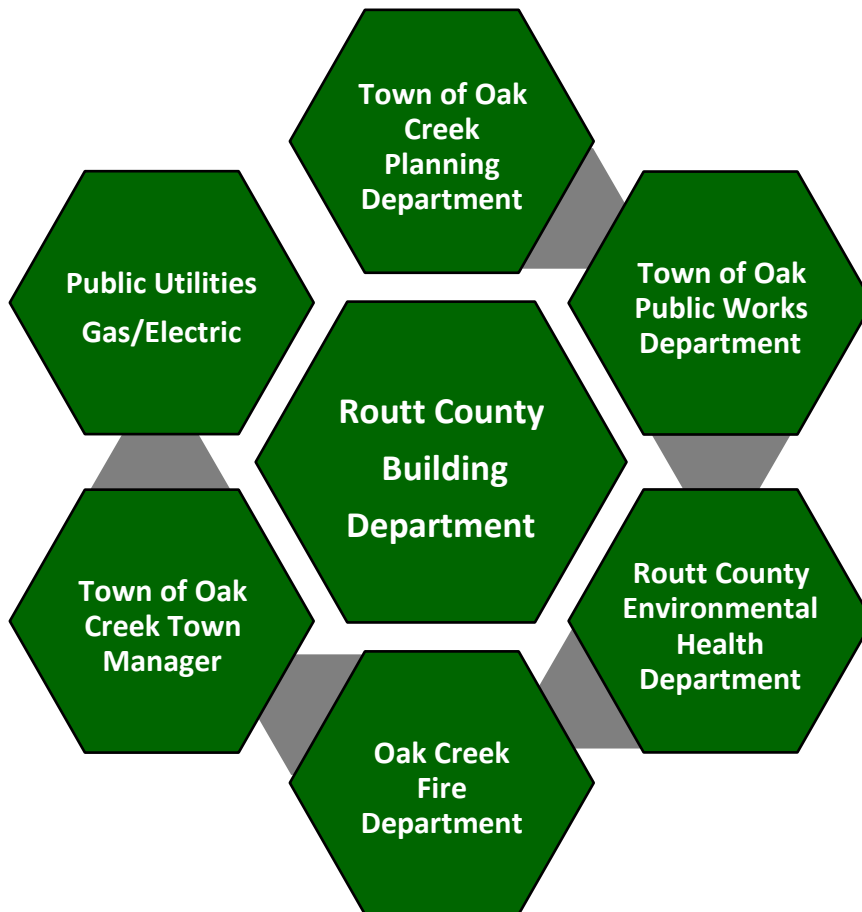 Town of Oak
Creek
Planning
Department
Public Utilities
Gas/Electric
Town of Oak
Public Works
Department
Routt County
Building
Department
Town of Oak
Creek Town
Manager
Routt County
Environmental
Health
Department
Oak Creek
Fire
Department